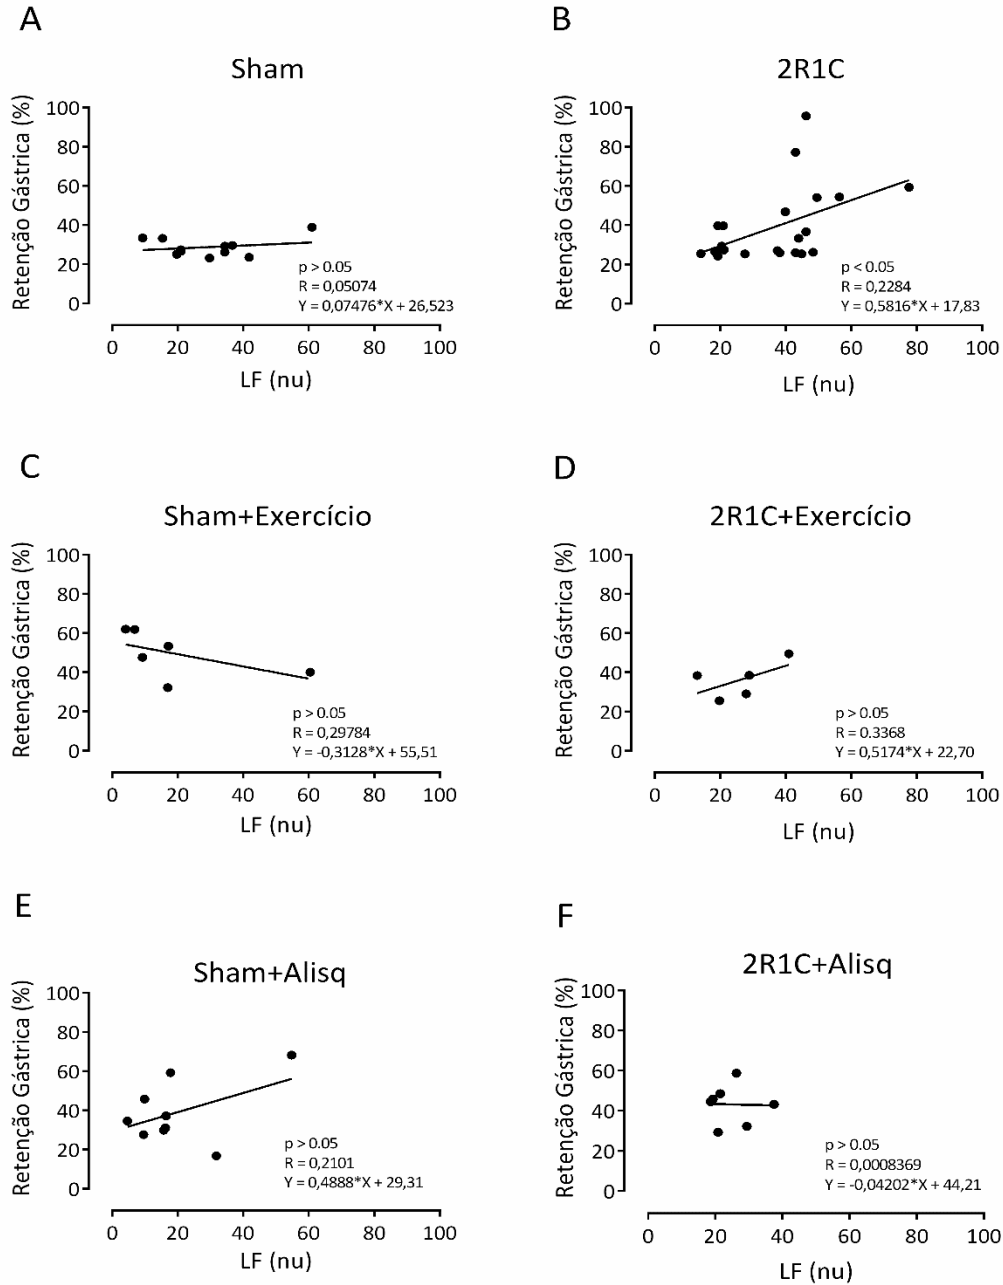 A
Sham
Retenção Gástrica (%)
100
80
60
40
20
0
p > 0.05
R = 0,05074
Y = 0,07476*X + 26,523
0 20 40 60 80 100
LF (nu)
B
2R1C
Retenção Gástrica (%)
100
80
60
40
20
0
p < 0.05
R = 0,2284
Y = 0,5816*X + 17,83
0 20 40 60 80 100
LF (nu)
C
Sham+Exercício
Retenção Gástrica (%)
100
80
60
40
20
0
p > 0.05
R = 0,29784
Y = -0,3128*X + 55,51
0 20 40 60 80 100
LF (nu)
D
2R1C+Exercício
Retenção Gástrica (%)
100
80
60
40
20
0
p > 0.05
R = 0.3368
Y = 0,5174*X + 22,70
0 20 40 60 80 100
LF (nu)
E
Sham+Alisq
Retenção Gástrica (%)
100
80
60
40
20
0
p > 0.05
R = 0,2101
Y = 0,4888*X + 29,31
0 20 40 60 80 100
LF (nu)
F
2R1C+Alisq
Retenção Gástrica (%)
100
80
60
40
20
0
p > 0.05
R = 0,0008369
Y = -0,04202*X + 44,21
0 20 40 60 80 100
LF (nu)